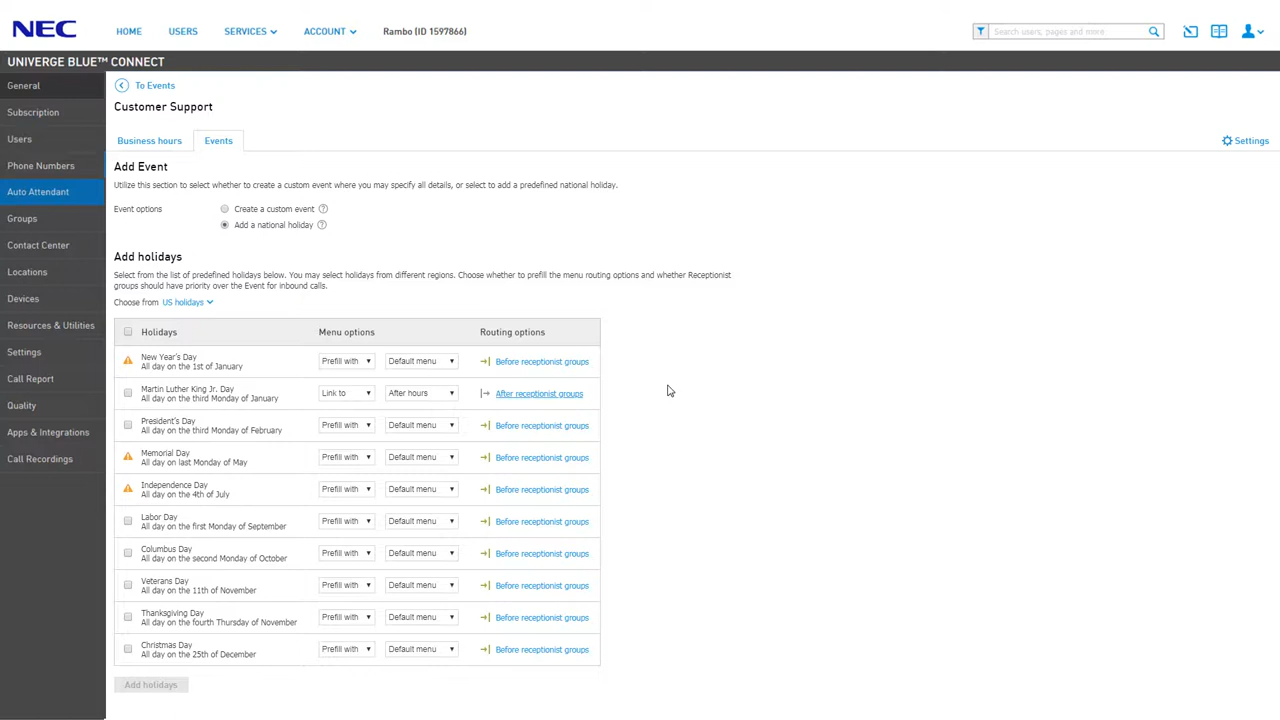 NEC HOME USERS SERVICES ACCOUNT Rambo (ID 1597866) Search users, pages and more
UNIVERGE BLUE™ CONNECT
General
Subscription
Users
Phone Numbers
Auto Attendant
Groups
Contact Center
Locations
Devices
Resources & Utilities
Settings
Call Report
Quality
Apps & Integrations
Call Recordings
To Events
Customer Support
Business hours Events Settings
Add Event
Utilize this section to select whether to create a custom event where you may specify all details, or select to add a predefined national holiday.
Event options Create a custom event ?
Add a national holiday ?
Add holidays
Select from the list of predefined holidays below. You may select holidays from different regions. Choose whether to prefill the menu routing options and whether Receptionist
groups should have priority over the Event for inbound calls.
Choose from US holidays
Holidays Menu options Routing options
New Year's Day
All day on the 1st of January Prefill with Default menu Before receptionist groups
Martin Luther King Jr. Day
All day on the third Monday of January Link to After hours After receptionist groups
President's Day
All day on the third Monday of February Prefill with Default menu Before receptionist groups
Memorial Day
All day on last Monday of May Prefill with Default menu Before receptionist groups
Independence Day
All day on the 4th of July Prefill with Default menu Before receptionist groups
Labor Day
All day on the first Monday of September Prefill with Default menu Before receptionist groups
Columbus Day
All day on the second Monday of October Prefill with Default menu Before receptionist groups
Veterans Day
All day on the 11th of November Prefill with Default menu Before receptionist groups
Thanksgiving Day
All day on the fourth Thursday of November Prefill with Default menu Before receptionist groups
Christmas Day
All day on the 25th of December Prefill with Default menu Before receptionist groups
Add holidays